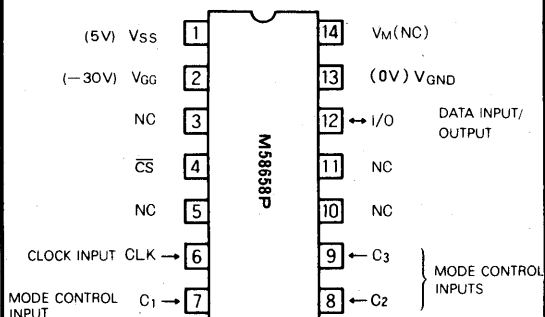 (5V) VSS 1
14 VM(NC)
(−30V) VGG 2
13 (0V) VGND
NC 3
12 ↔ I/O DATA INPUT/
OUTPUT
C̅S̅ 4
11 NC
M58658P
NC 5
10 NC
CLOCK INPUT CLK → 6
9 ← C3
MODE CONTROL
INPUTS
MODE CONTROL
INPUT
C1 → 7
8 ← C2